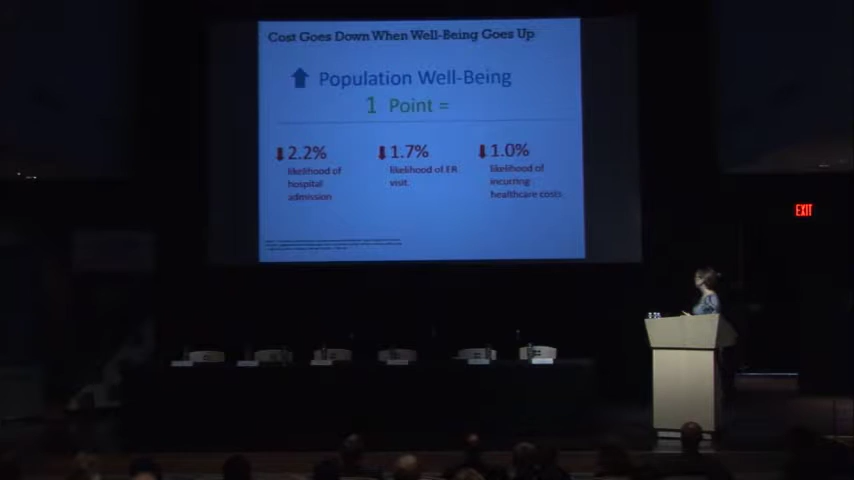 Cost Goes Down When Well-Being Goes Up
Population Well-Being
1 Point =
2.2%
likelihood of
hospital
admission
1.7%
likelihood of ER
visit.
1.0%
likelihood of
incurring
healthcare costs
EXIT